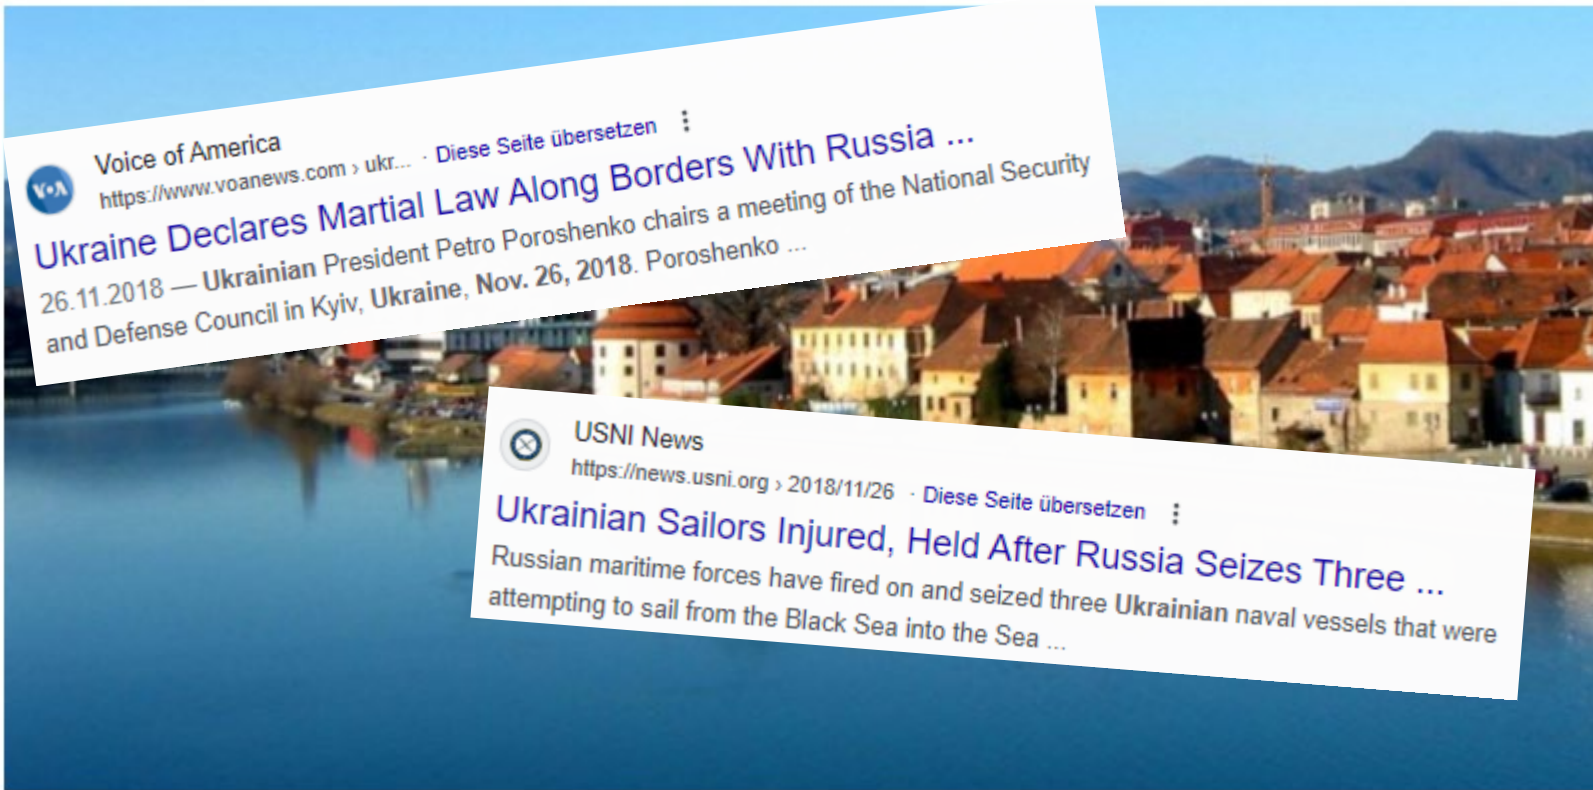 Voice of America
https://www.voanews.com › ukr... · Diese Seite übersetzen
Ukraine Declares Martial Law Along Borders With Russia ...
26.11.2018 — Ukrainian President Petro Poroshenko chairs a meeting of the National Security
and Defense Council in Kyiv, Ukraine, Nov. 26, 2018. Poroshenko ...
USNI News
https://news.usni.org › 2018/11/26 · Diese Seite übersetzen
Ukrainian Sailors Injured, Held After Russia Seizes Three ...
Russian maritime forces have fired on and seized three Ukrainian naval vessels that were
attempting to sail from the Black Sea into the Sea ...